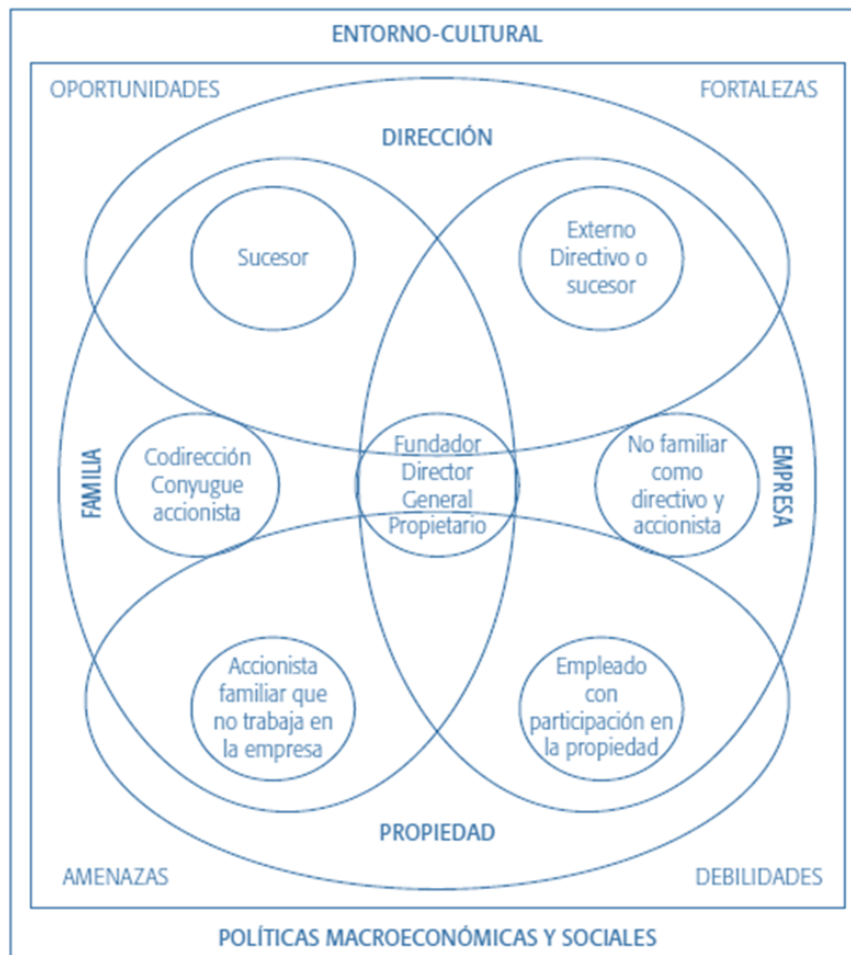 ENTORNO-CULTURAL
OPORTUNIDADES
FORTALEZAS
DIRECCIÓN
Sucesor
Externo
Directivo o
sucesor
FAMILIA
Codirección
Conyugue
accionista
Fundador
Director
General
Propietario
No familiar
como
directivo y
accionista
EMPRESA
Accionista
familiar que
no trabaja en
la empresa
Empleado
con
participación en
la propiedad
PROPIEDAD
AMENAZAS
DEBILIDADES
POLÍTICAS MACROECONÓMICAS Y SOCIALES